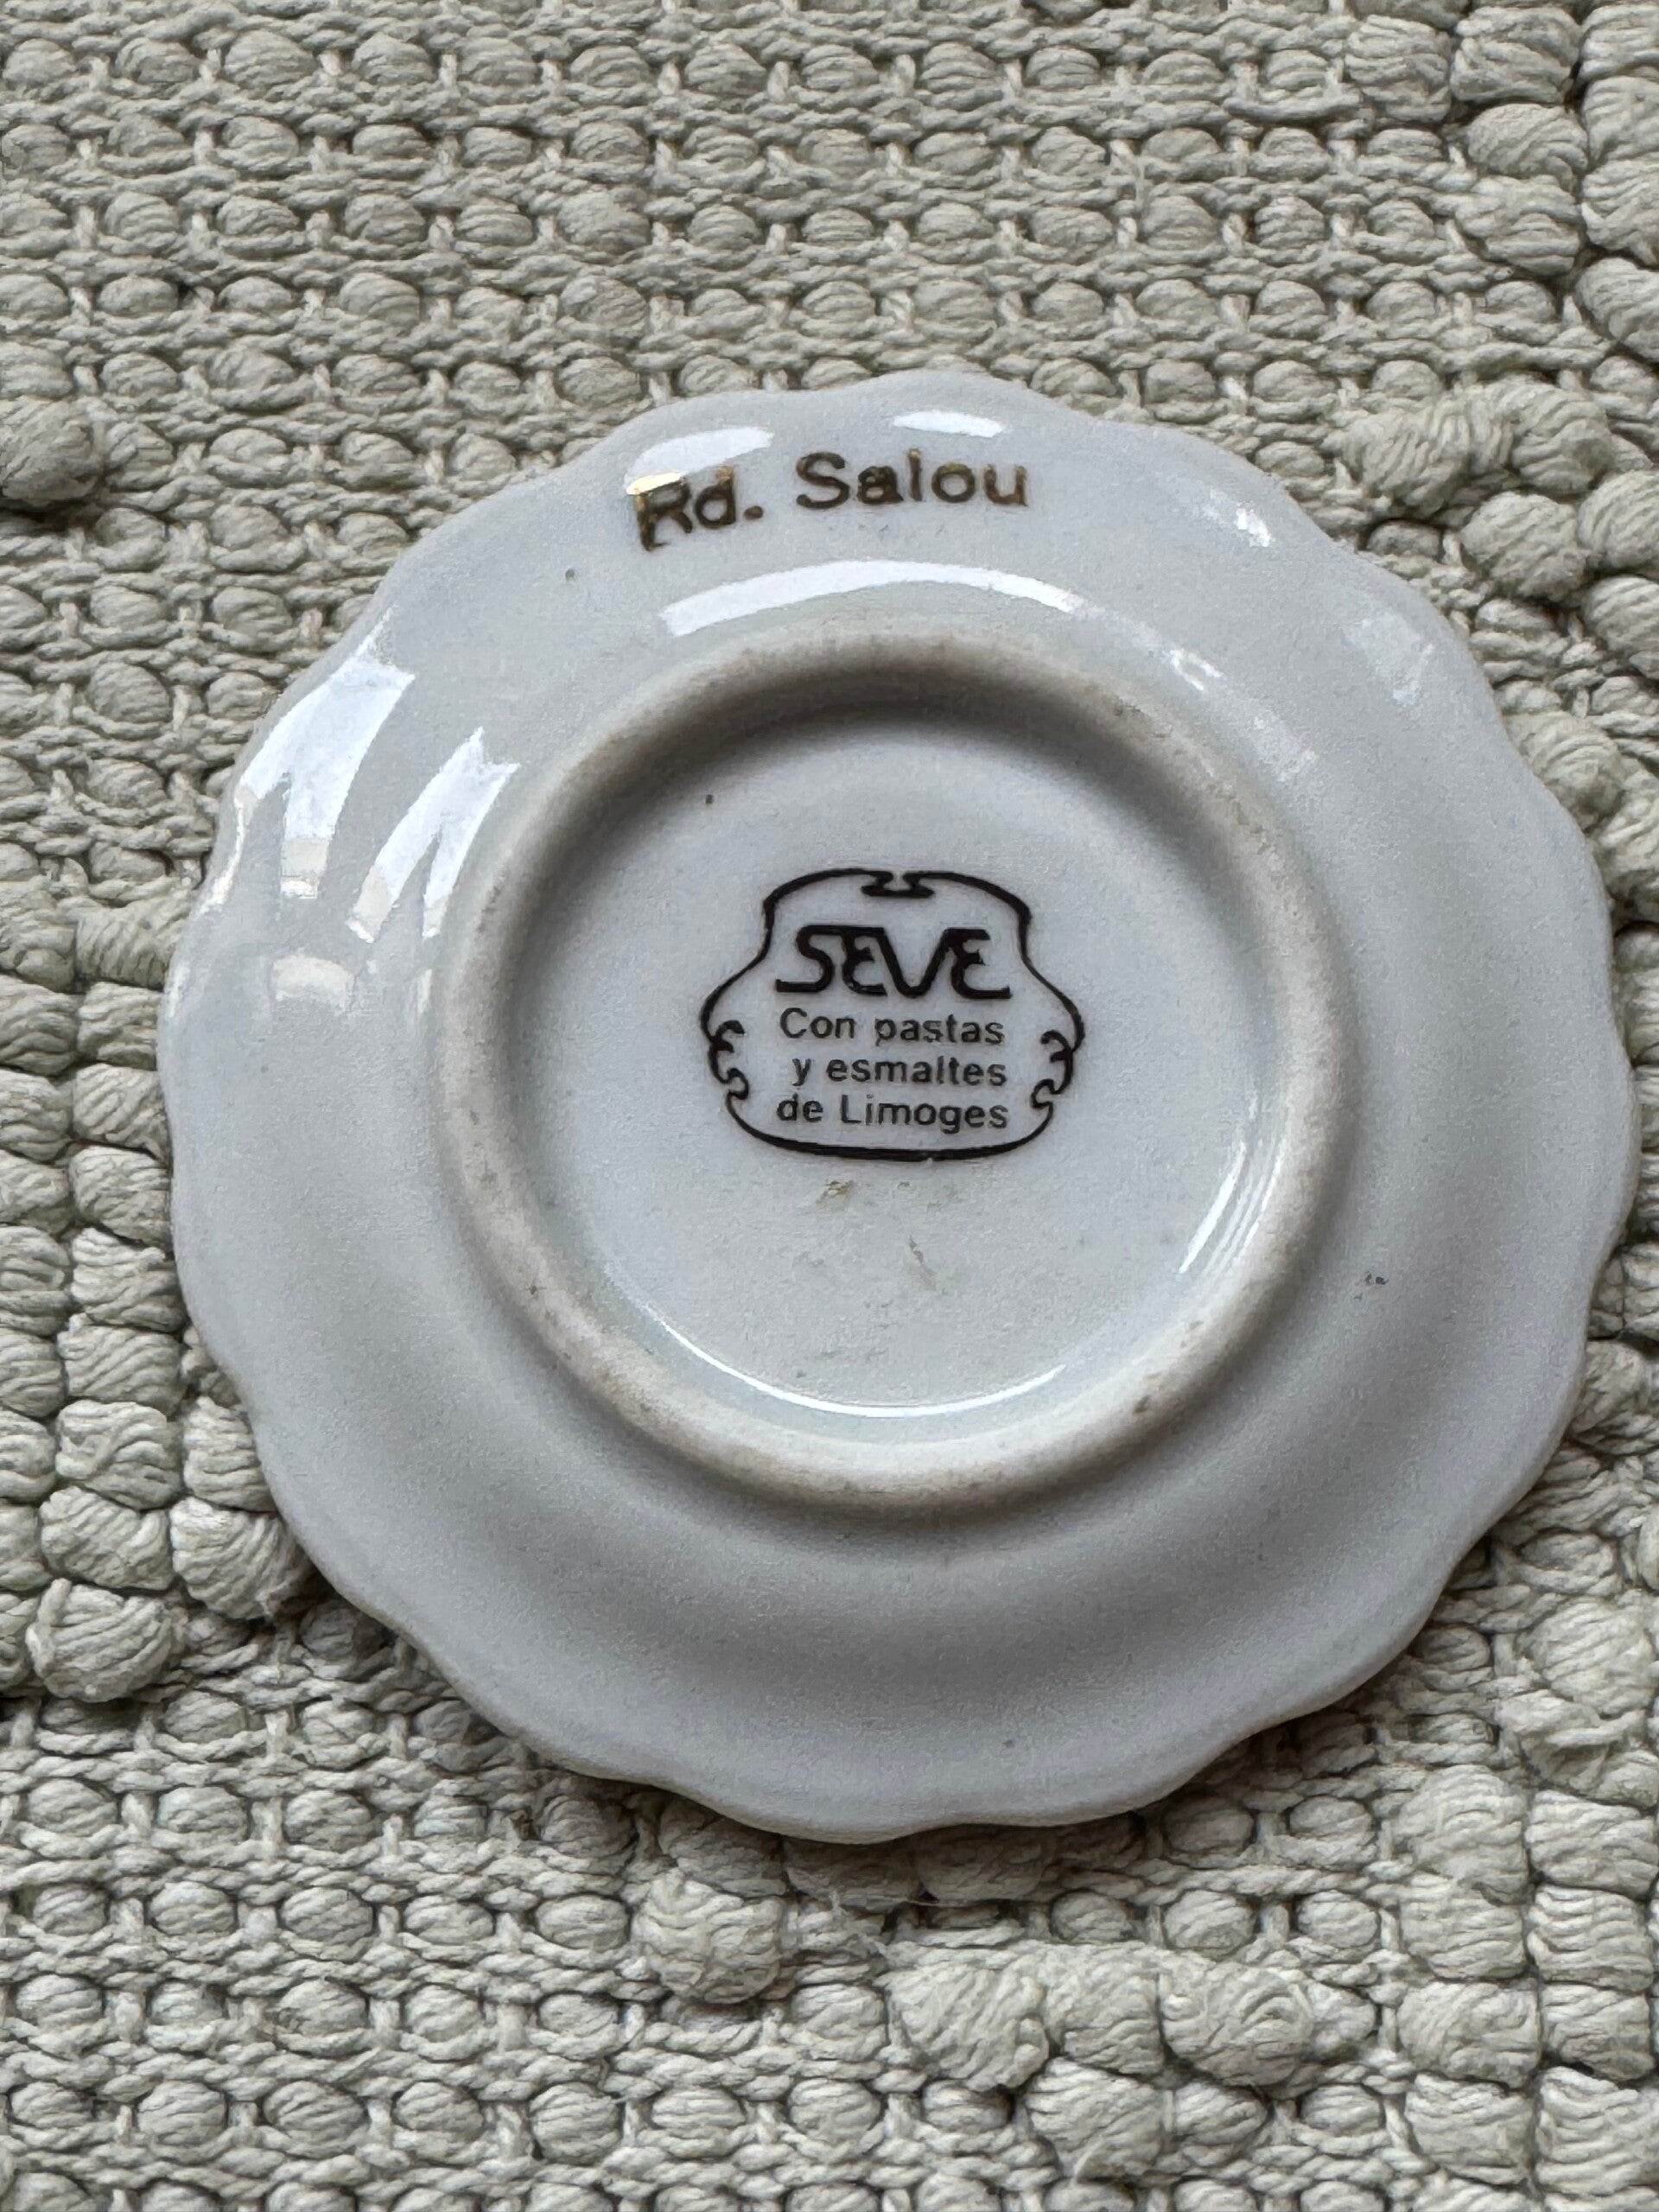 Rd. Salou
SEVE
Con pastas
y esmaltes
de Limoges